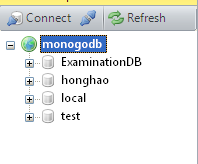 Connect Refresh
monogodb
ExaminationDB
honghao
local
test